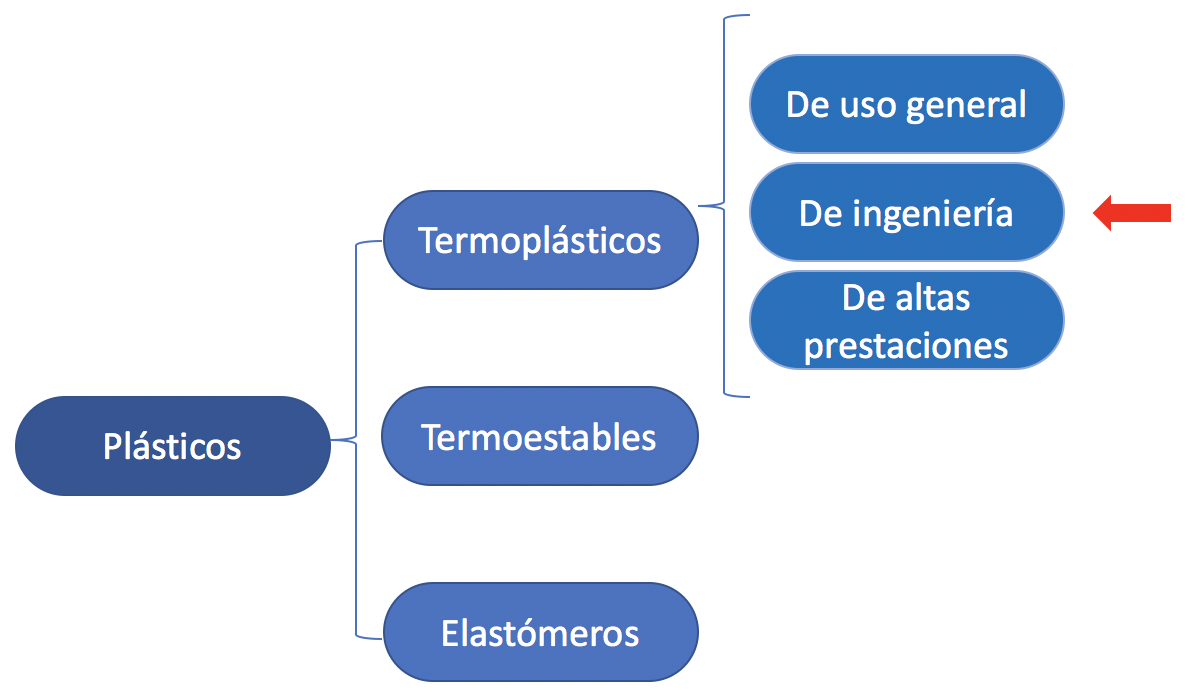 De uso general
De ingeniería
De altas
prestaciones
Termoplásticos
Termoestables
Plásticos
Elastómeros